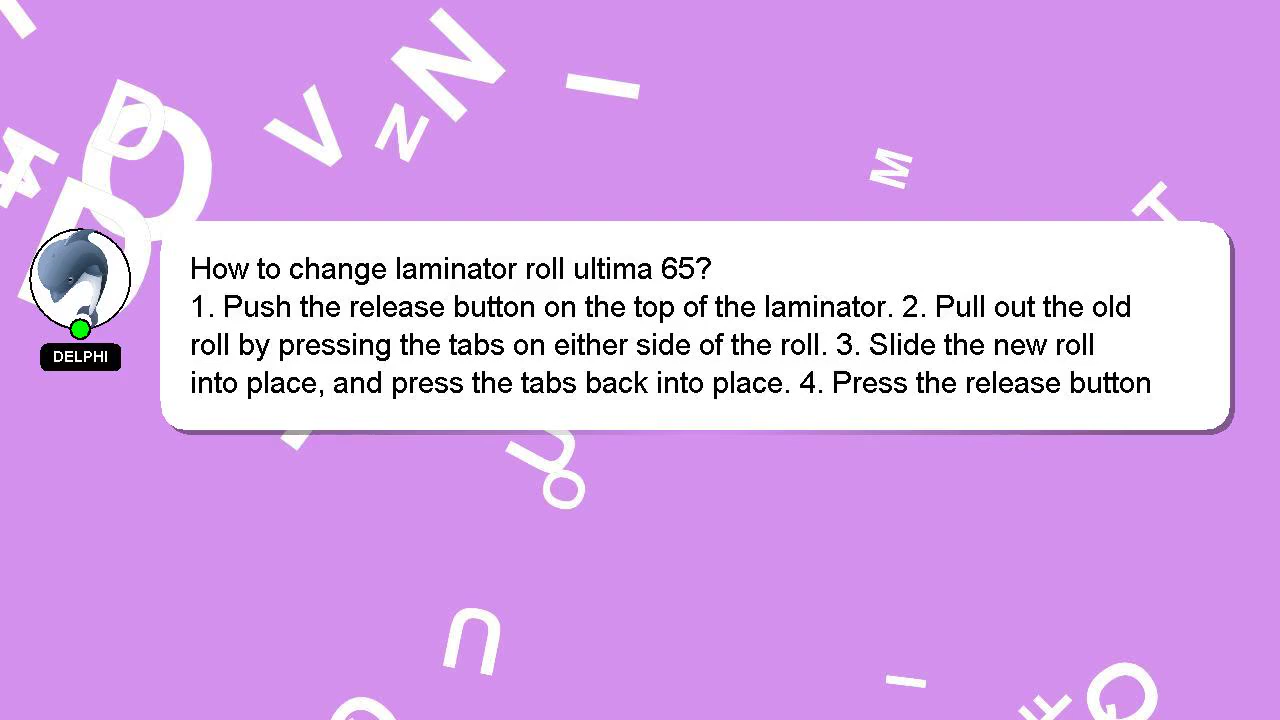 How to change laminator roll ultima 65?
1. Push the release button on the top of the laminator. 2. Pull out the old
roll by pressing the tabs on either side of the roll. 3. Slide the new roll
into place, and press the tabs back into place. 4. Press the release button
DELPHI